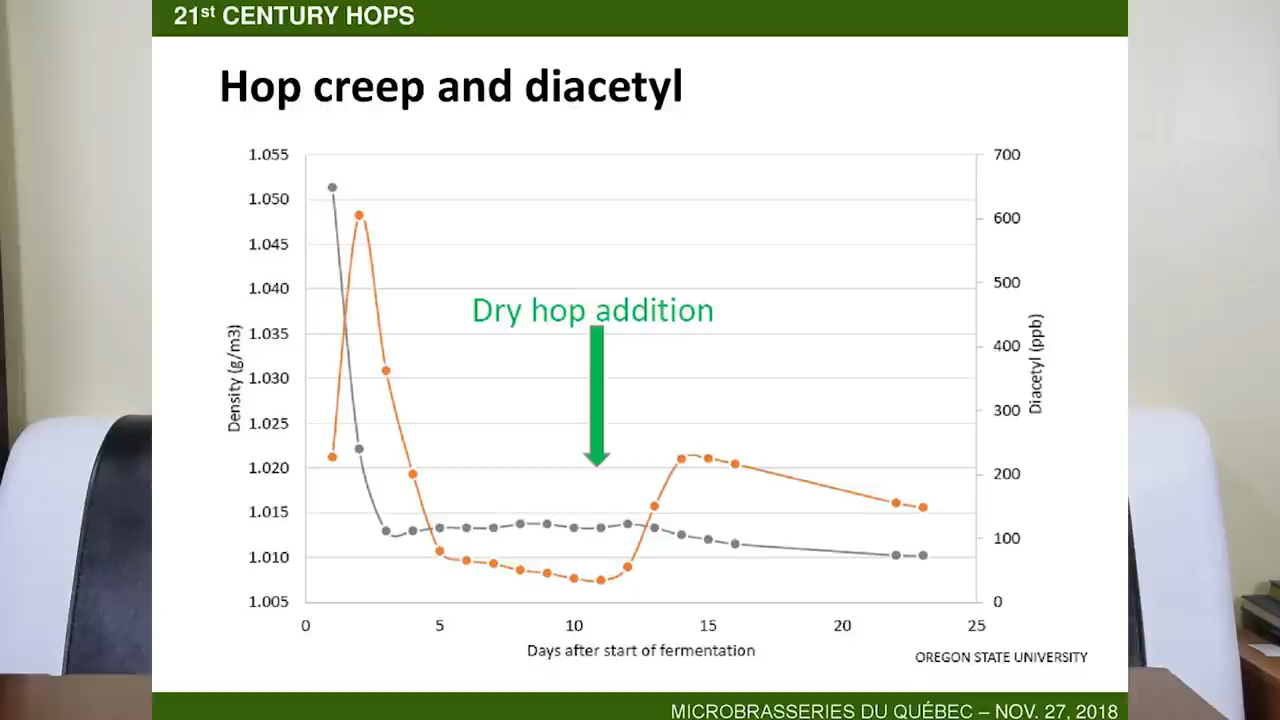 21st CENTURY HOPS
Hop creep and diacetyl
1.055
1.050
1.045
1.040
1.035
1.030
1.025
1.020
1.015
1.010
1.005
Density (g/m3)
Dry hop addition
700
600
500
400
300
200
100
0
Diacetyl (ppb)
0 5 10 15 20 25
Days after start of fermentation
OREGON STATE UNIVERSITY
MICROBRASSERIES DU QUÉBEC – NOV. 27, 2018